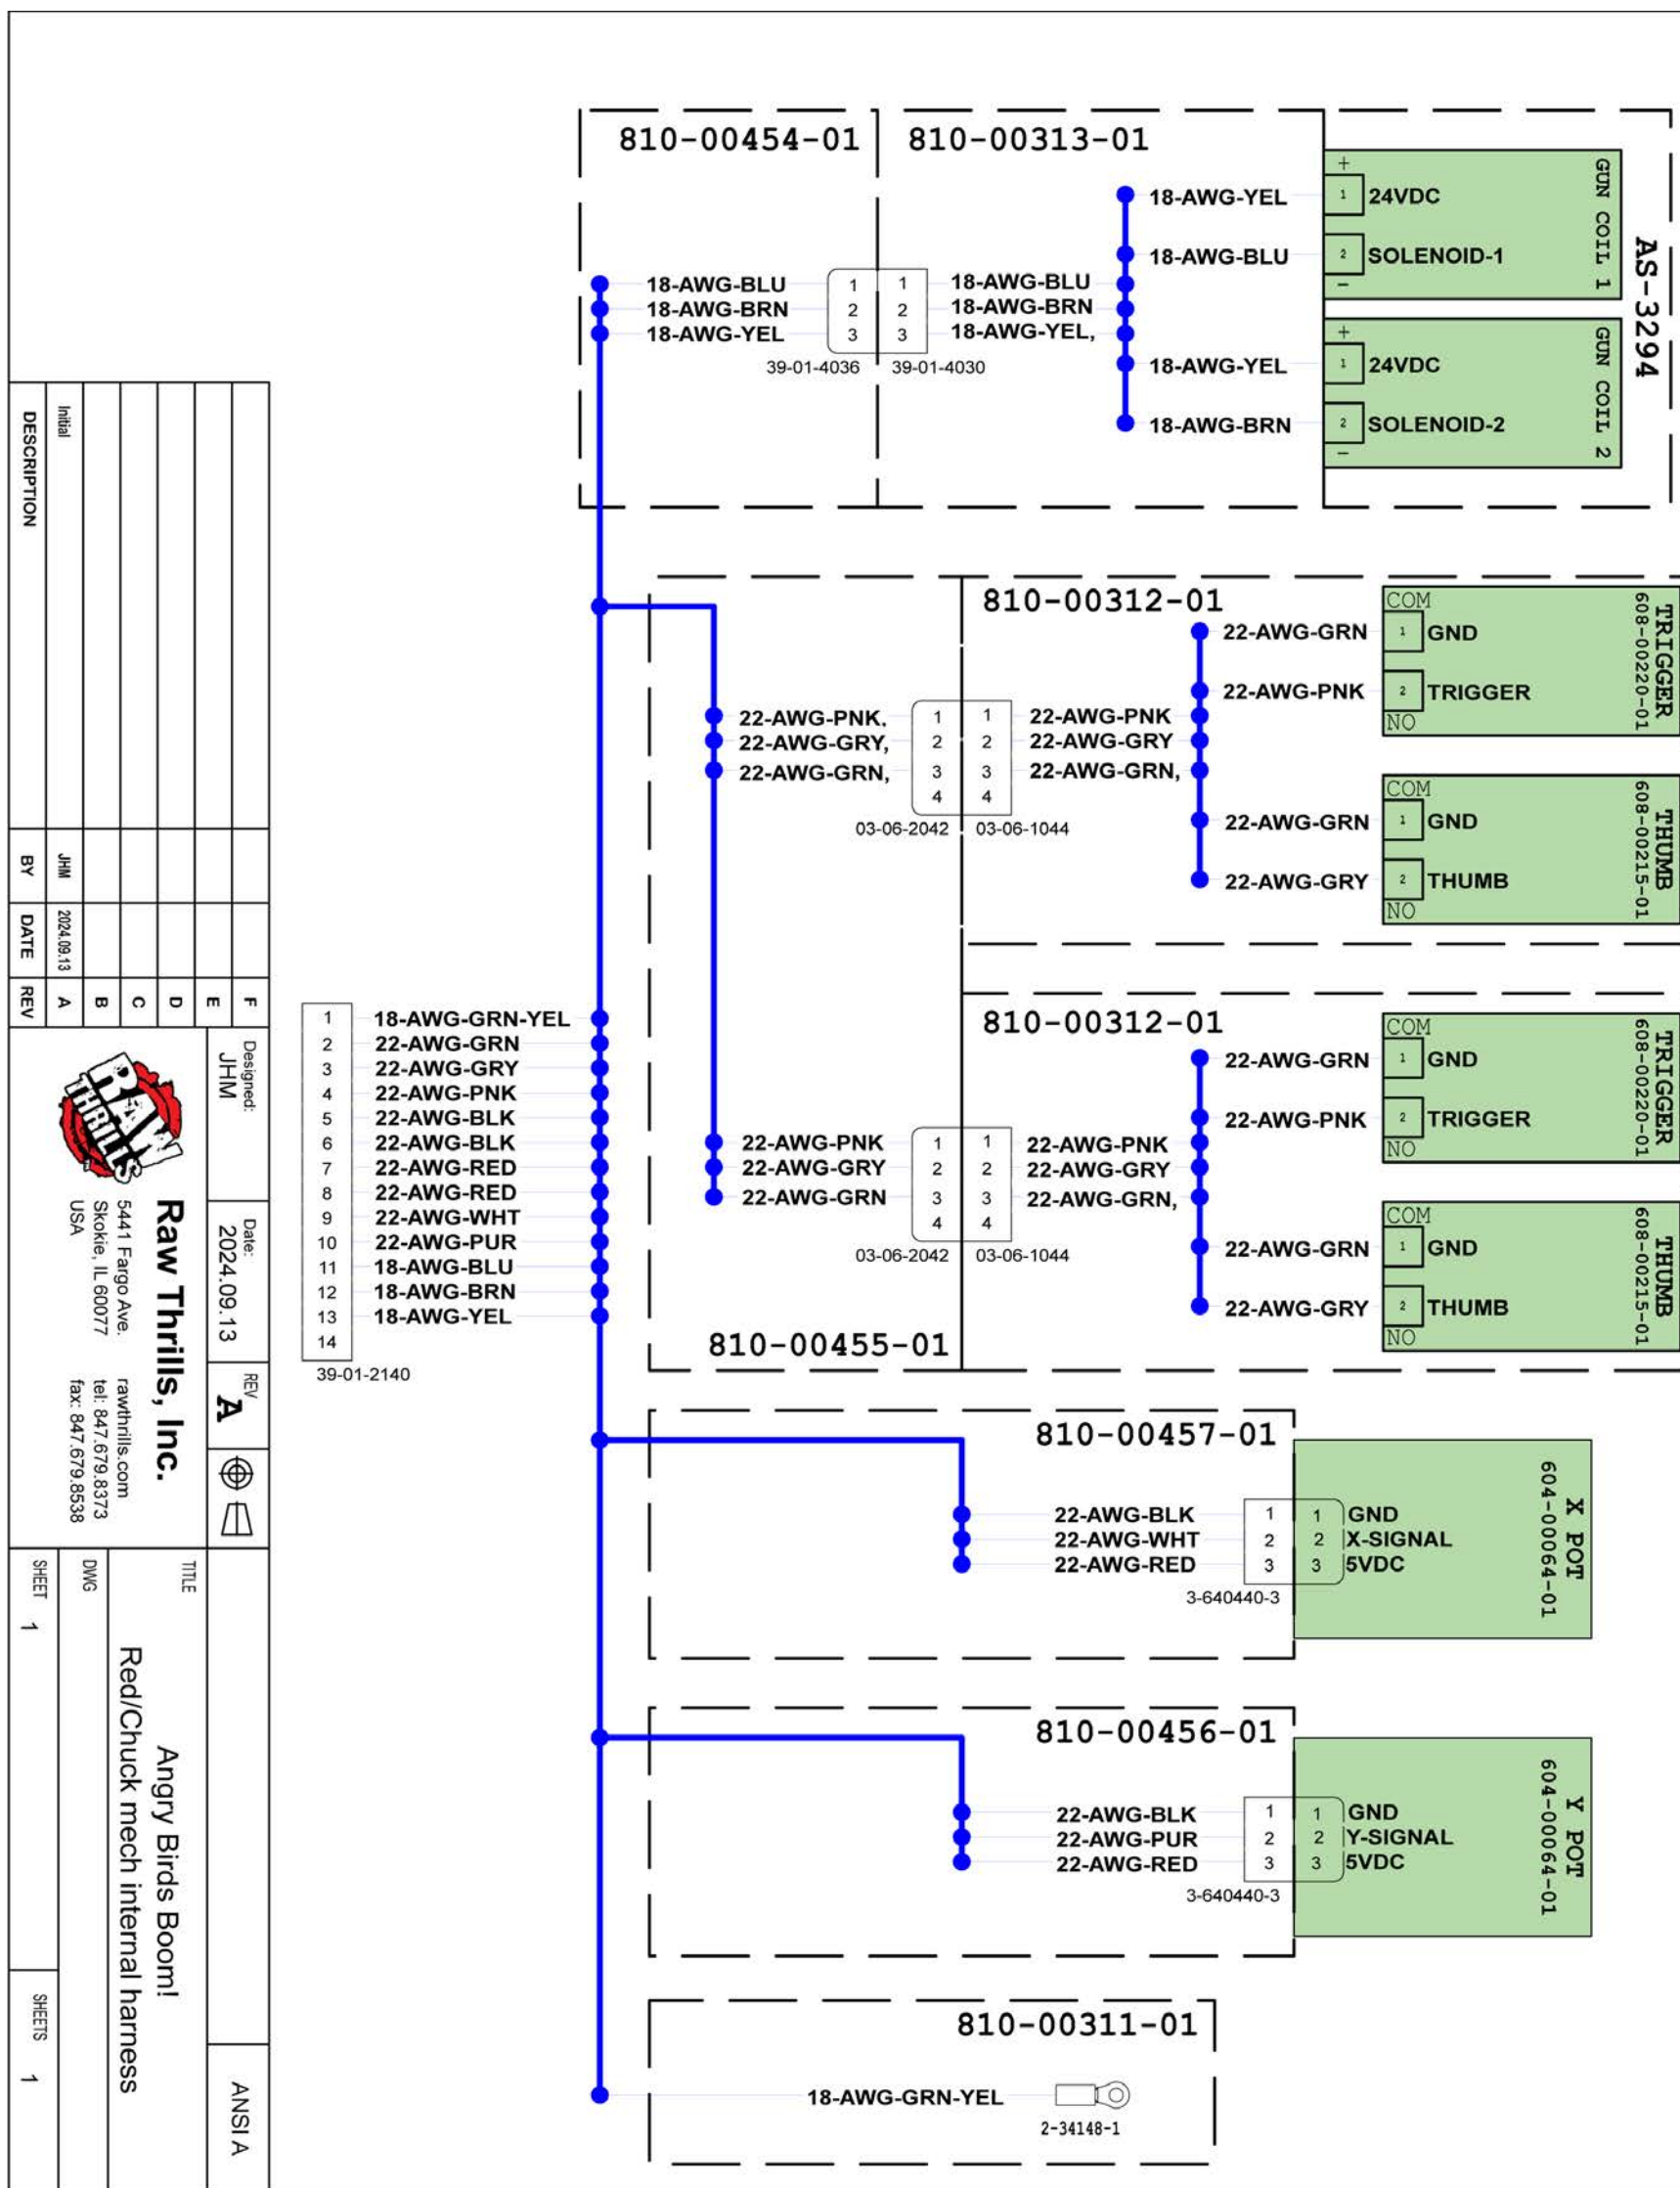 810-00454-01
810-00313-01
AS-3294
GUN COIL 1
+
1 24VDC
2 SOLENOID-1
-
GUN COIL 2
+
1 24VDC
2 SOLENOID-2
-
18-AWG-YEL
18-AWG-BLU
18-AWG-BLU 1 1 18-AWG-BLU
18-AWG-BRN 2 2 18-AWG-BRN
18-AWG-YEL 3 3 18-AWG-YEL,
39-01-4036 39-01-4030
18-AWG-YEL
18-AWG-BRN
810-00312-01
22-AWG-GRN
22-AWG-PNK
22-AWG-PNK, 1 1 22-AWG-PNK
22-AWG-GRY, 2 2 22-AWG-GRY
22-AWG-GRN, 3 3 22-AWG-GRN,
4 4
03-06-2042 03-06-1044
22-AWG-GRN
22-AWG-GRY
COM
1 GND
2 TRIGGER
NO
TRIGGER
608-00220-01
COM
1 GND
2 THUMB
NO
THUMB
608-00215-01
810-00312-01
22-AWG-GRN
22-AWG-PNK
22-AWG-PNK 1 1 22-AWG-PNK
22-AWG-GRY 2 2 22-AWG-GRY
22-AWG-GRN 3 3 22-AWG-GRN,
4 4
03-06-2042 03-06-1044
22-AWG-GRN
22-AWG-GRY
COM
1 GND
2 TRIGGER
NO
TRIGGER
608-00220-01
COM
1 GND
2 THUMB
NO
THUMB
608-00215-01
810-00455-01
1 18-AWG-GRN-YEL
2 22-AWG-GRN
3 22-AWG-GRY
4 22-AWG-PNK
5 22-AWG-BLK
6 22-AWG-BLK
7 22-AWG-RED
8 22-AWG-RED
9 22-AWG-WHT
10 22-AWG-PUR
11 18-AWG-BLU
12 18-AWG-BRN
13 18-AWG-YEL
14
39-01-2140
810-00457-01
22-AWG-BLK 1 1 GND
22-AWG-WHT 2 2 X-SIGNAL
22-AWG-RED 3 3 5VDC
3-640440-3
X POT
604-00064-01
810-00456-01
22-AWG-BLK 1 1 GND
22-AWG-PUR 2 2 Y-SIGNAL
22-AWG-RED 3 3 5VDC
3-640440-3
Y POT
604-00064-01
810-00311-01
18-AWG-GRN-YEL
2-34148-1
F
E
D
C
B
Initial JHM 2024.09.13 A
DESCRIPTION BY DATE REV
Designed:
JHM
Date:
2024.09.13
REV
A
RAW
THRILLS
Raw Thrills, Inc.
5441 Fargo Ave.
Skokie, IL 60077
USA
rawthrills.com
tel: 847.679.8373
fax: 847.679.8538
ANSI A
TITLE
Angry Birds Boom!
Red/Chuck mech internal harness
DWG
SHEET 1
SHEETS 1